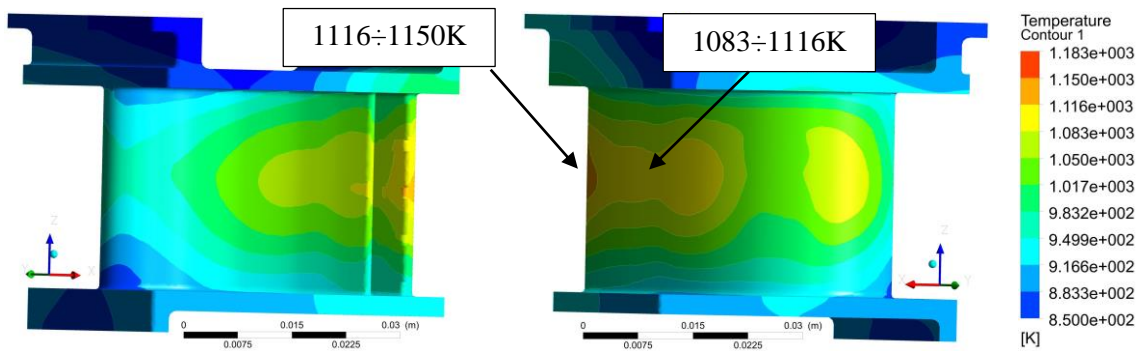 1116÷1150K
1083÷1116K
Temperature
Contour 1
1.183e+003
1.150e+003
1.116e+003
1.083e+003
1.050e+003
1.017e+003
9.832e+002
9.499e+002
9.166e+002
8.833e+002
8.500e+002
[K]
Z
Y
X
Z
X
Y
0
0.015
0.03 (m)
0.0075
0.0225
0
0.015
0.03 (m)
0.0075
0.0225